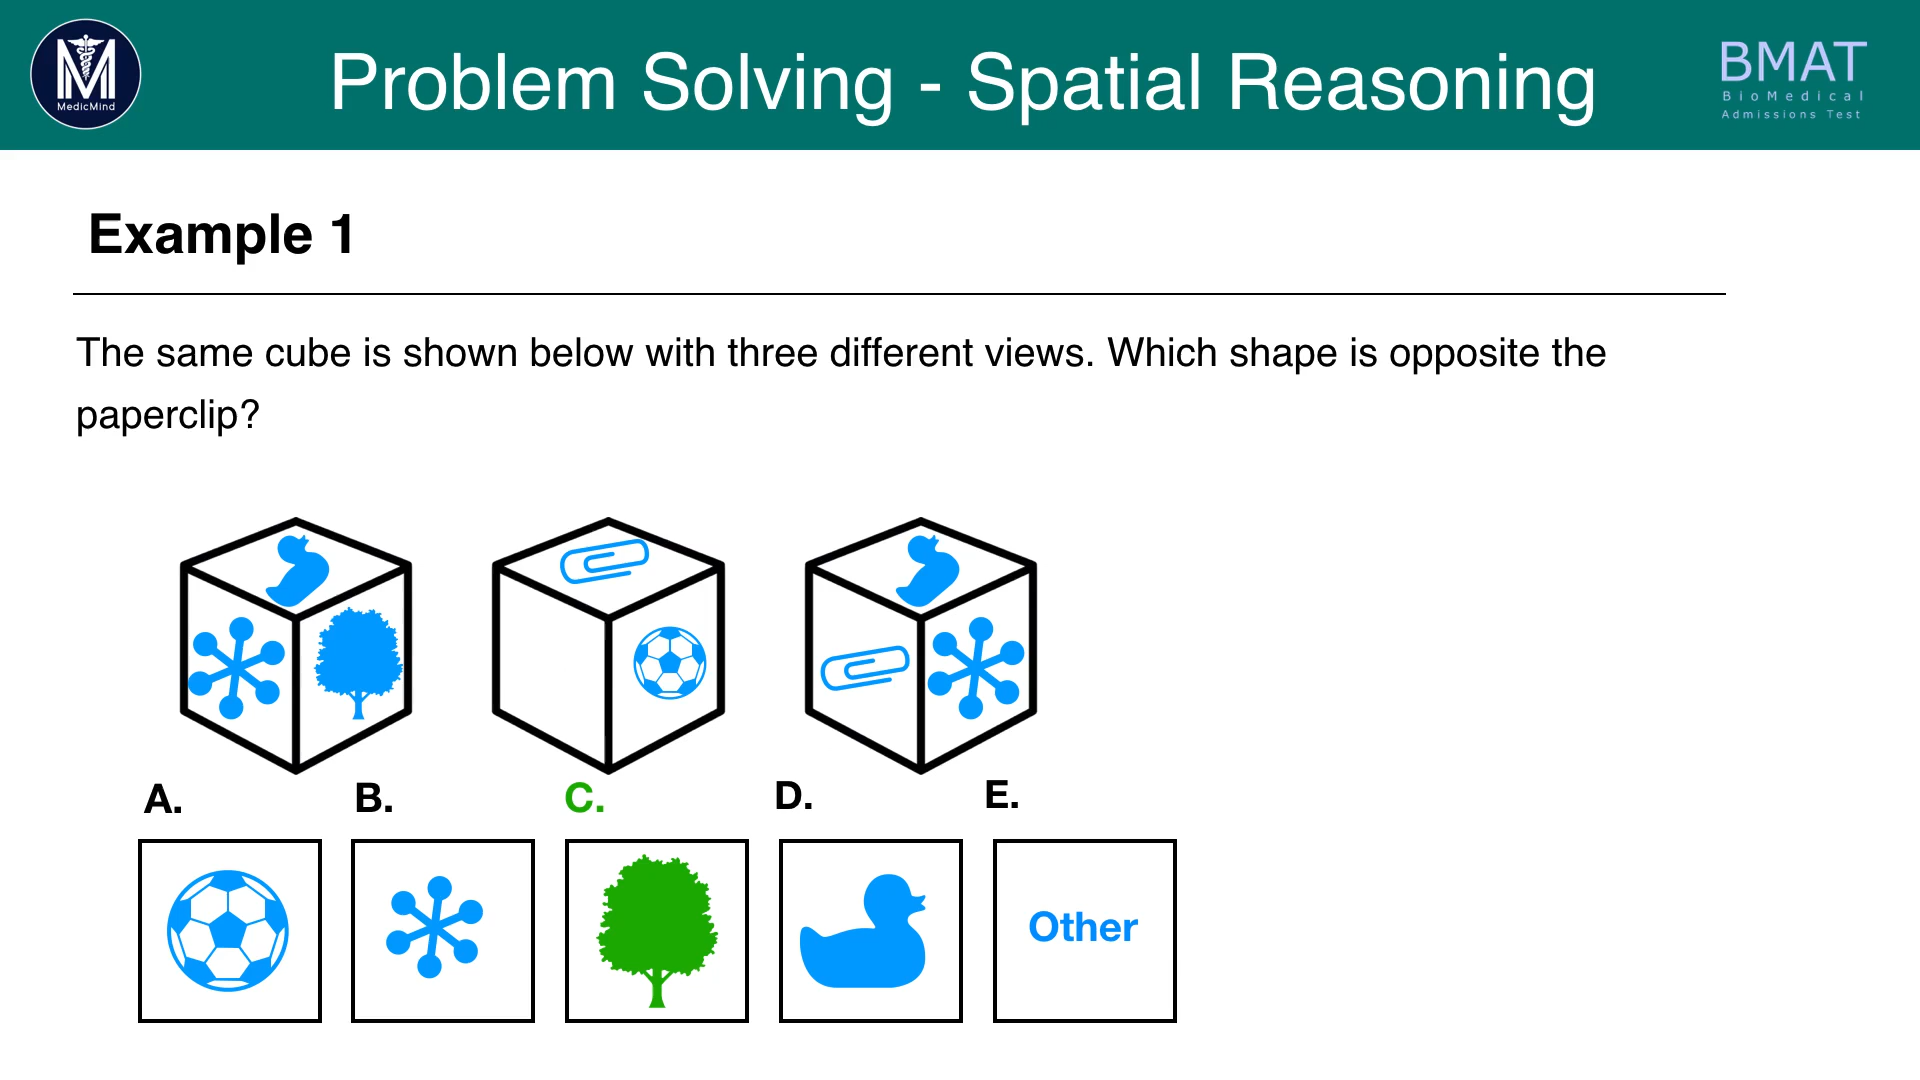 MedicMind
Problem Solving - Spatial Reasoning
BMAT
BioMedical
Admissions Test
Example 1
The same cube is shown below with three different views. Which shape is opposite the
paperclip?
A.
B.
C.
D.
E.
Other